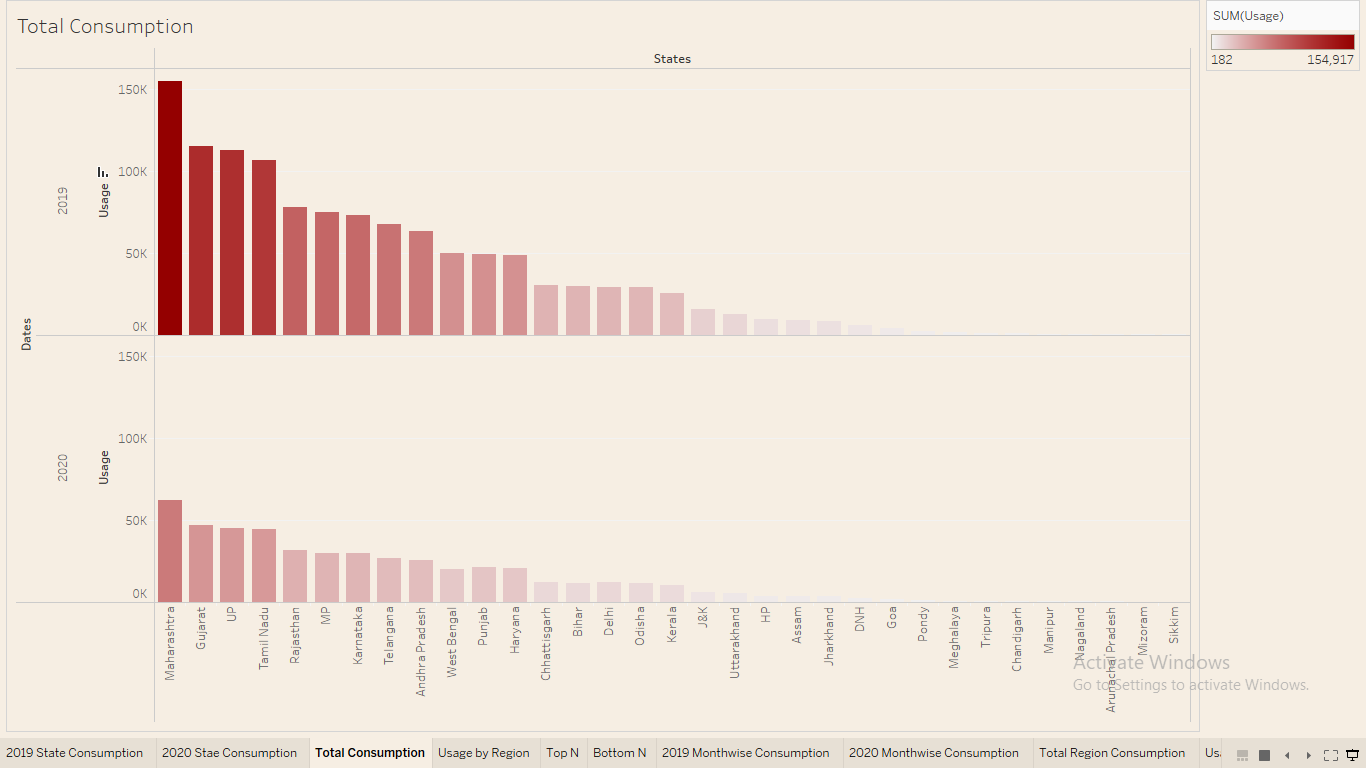 Total Consumption
SUM(Usage)
182 154,917
States
Dates
2019
Usage
150K
100K
50K
0K
2020
Usage
150K
100K
50K
0K
Maharashtra
Gujarat
UP
Tamil Nadu
Rajasthan
MP
Karnataka
Telangana
Andhra Pradesh
West Bengal
Punjab
Haryana
Chhattisgarh
Bihar
Delhi
Odisha
Kerala
J&K
Uttarakhand
HP
Assam
Jharkhand
DNH
Goa
Pondy
Meghalaya
Tripura
Chandigarh
Manipur
Nagaland
Arunachal Pradesh
Mizoram
Sikkim
Activate Windows
Go to Settings to activate Windows.
2019 State Consumption 2020 Stae Consumption Total Consumption Usage by Region Top N Bottom N 2019 Monthwise Consumption 2020 Monthwise Consumption Total Region Consumption